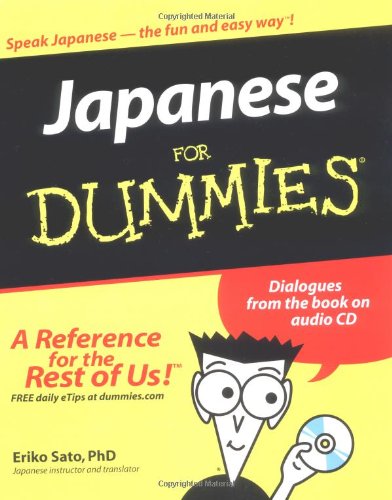 Copyrighted Material
Speak Japanese — the fun and easy way™!
Japanese
FOR
DUMMIES®
Dialogues
from the book on
audio CD
A Reference
for the
Rest of Us!™
FREE daily eTips at dummies.com
Eriko Sato, PhD
Japanese instructor and translator
®
Copyrighted Material